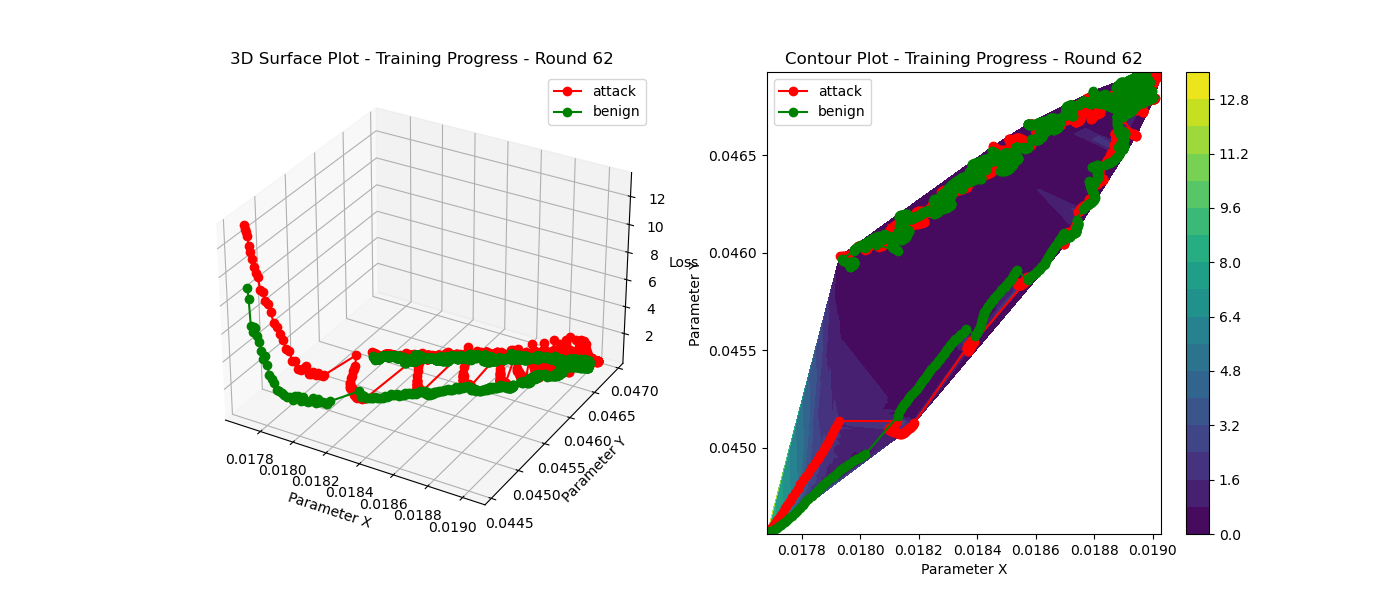 3D Surface Plot - Training Progress - Round 62
attack
benign
12
10
8
6
4
2
Loss
0.0470
0.0465
0.0460
0.0455
0.0450
0.0445
Parameter Y
0.0178
0.0180
0.0182
0.0184
0.0186
0.0188
0.0190
Parameter X
Contour Plot - Training Progress - Round 62
attack
benign
0.0465
0.0460
0.0455
0.0450
Parameter Y
0.0178 0.0180 0.0182 0.0184 0.0186 0.0188 0.0190
Parameter X
12.8
11.2
9.6
8.0
6.4
4.8
3.2
1.6
0.0